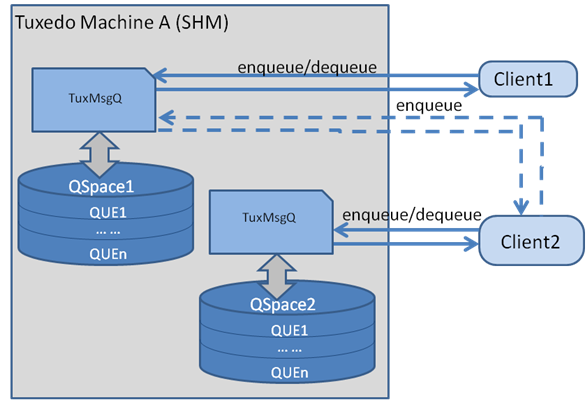 Tuxedo Machine A (SHM)
enqueue/dequeue
Client1
TuxMsgQ
enqueue
QSpace1
QUE1
... ...
QUEn
TuxMsgQ
enqueue/dequeue
Client2
QSpace2
QUE1
... ...
QUEn